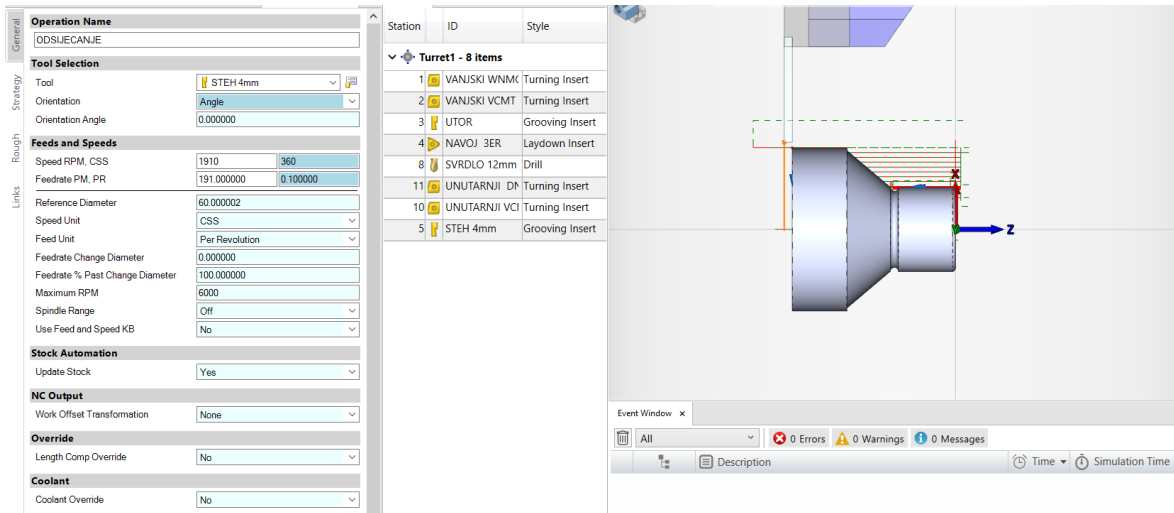 General
Strategy
Rough
Links
Operation Name
ODSIJECANJE
Tool Selection
Tool STEH 4mm
Orientation Angle
Orientation Angle 0.000000
Feeds and Speeds
Speed RPM, CSS 1910 360
Feedrate PM, PR 191.000000 0.100000
Reference Diameter 60.000002
Speed Unit CSS
Feed Unit Per Revolution
Feedrate Change Diameter 0.000000
Feedrate % Past Change Diameter 100.000000
Maximum RPM 6000
Spindle Range Off
Use Feed and Speed KB No
Stock Automation
Update Stock Yes
NC Output
Work Offset Transformation None
Override
Length Comp Override No
Coolant
Coolant Override No
Station ID Style
Turret1 - 8 items
1 VANJSKI WNMG Turning Insert
2 VANJSKI VCMT Turning Insert
3 UTOR Grooving Insert
4 NAVOJ 3ER Laydown Insert
8 SVRDLO 12mm Drill
11 UNUTARNJI DN Turning Insert
10 UNUTARNJI VCI Turning Insert
5 STEH 4mm Grooving Insert
X
Z
Event Window x
All 0 Errors 0 Warnings 0 Messages
Description Time Simulation Time